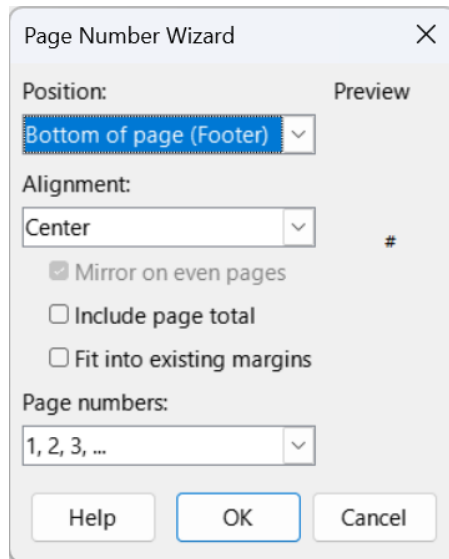 Page Number Wizard
Position:
Preview
Bottom of page (Footer)
Alignment:
Center
#
Mirror on even pages
Include page total
Fit into existing margins
Page numbers:
1, 2, 3, ...
Help
OK
Cancel